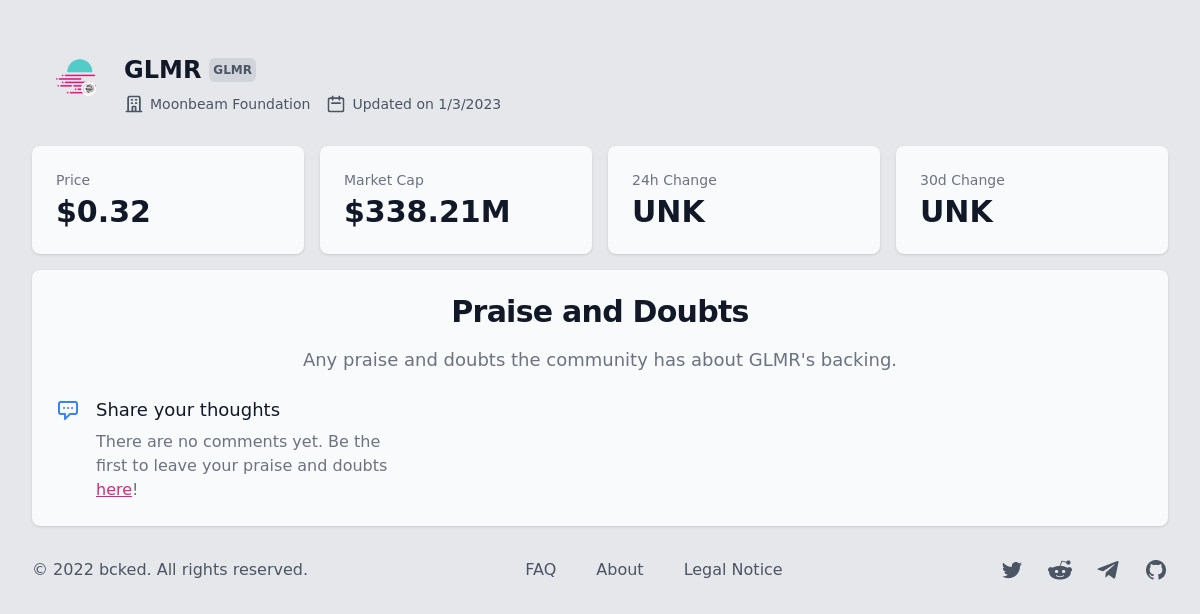 GLMR GLMR
Moonbeam Foundation Updated on 1/3/2023
Price
$0.32
Market Cap
$338.21M
24h Change
UNK
30d Change
UNK
Praise and Doubts
Any praise and doubts the community has about GLMR's backing.
Share your thoughts
There are no comments yet. Be the
first to leave your praise and doubts
here!
© 2022 bcked. All rights reserved.
FAQ About Legal Notice